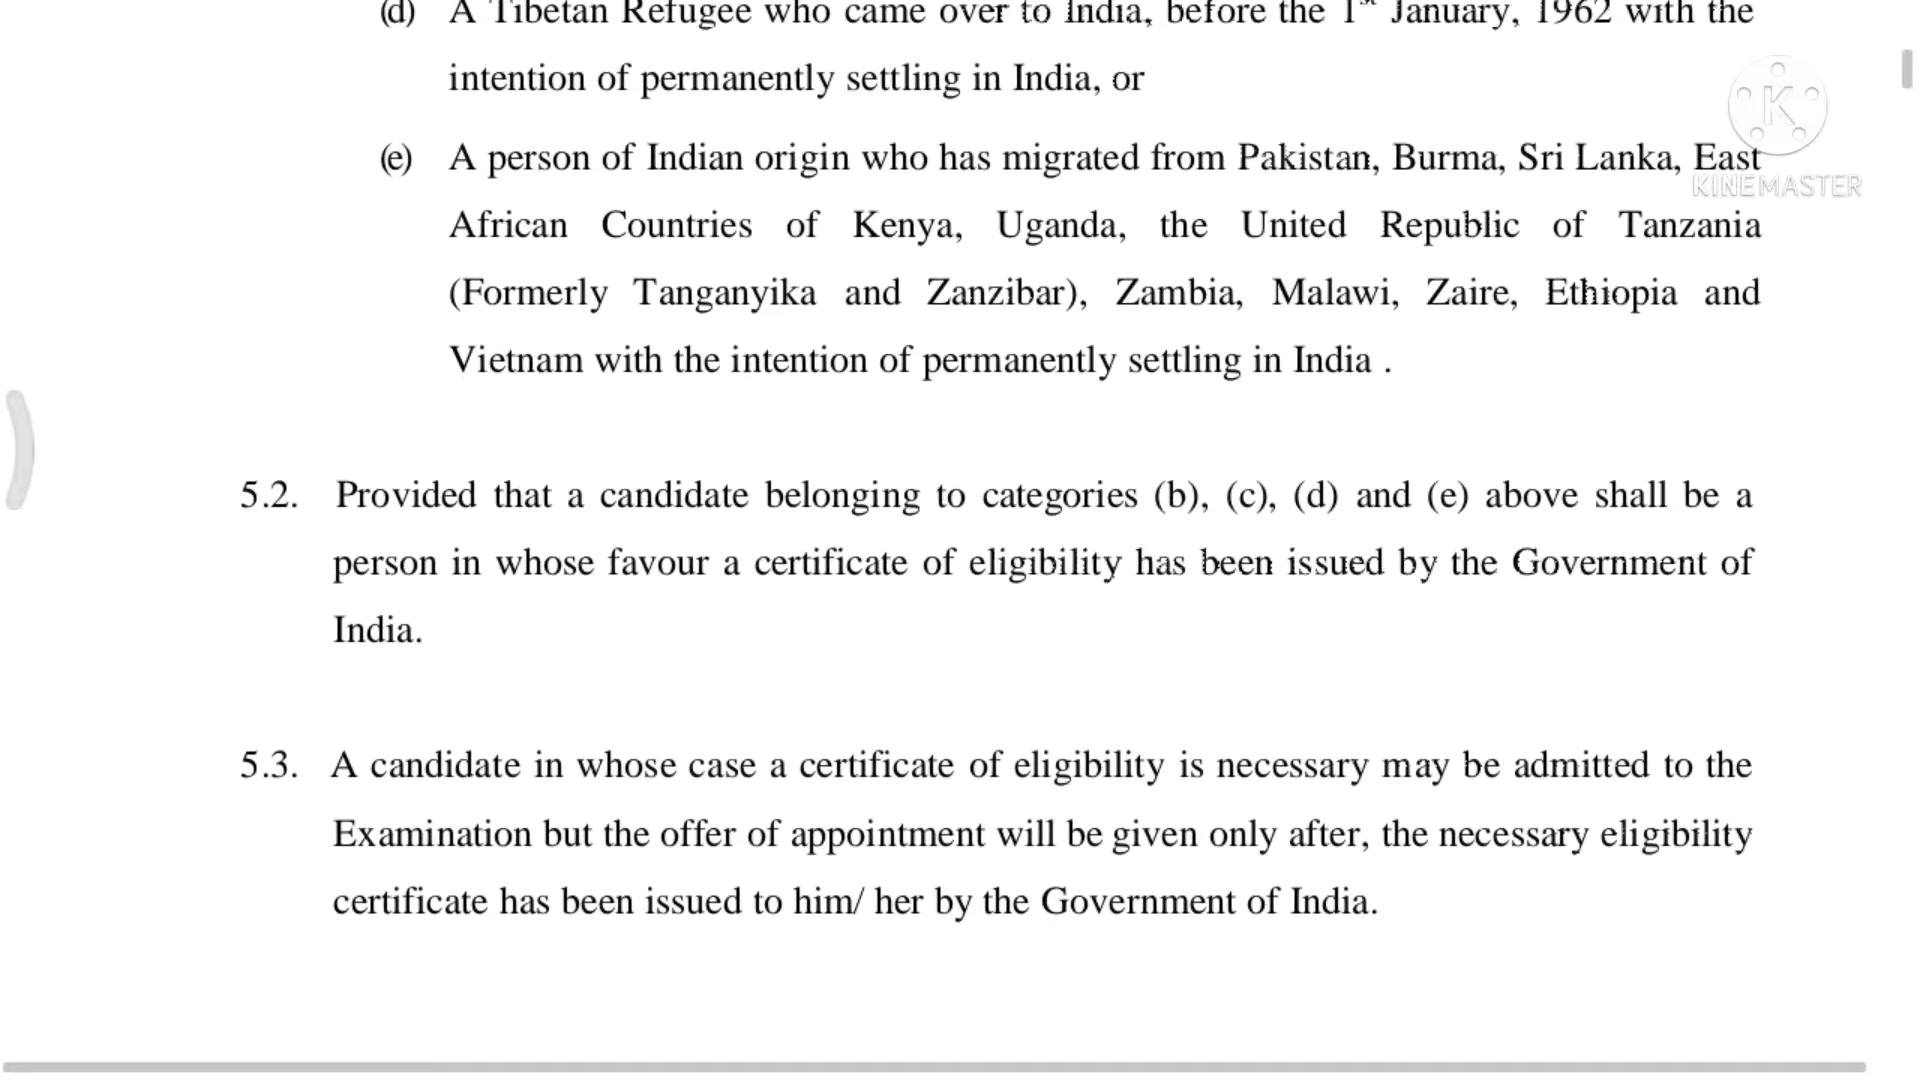 (d) A Tibetan Refugee who came over to India, before the 1st January, 1962 with the
intention of permanently settling in India, or
(e) A person of Indian origin who has migrated from Pakistan, Burma, Sri Lanka, East
KINEMASTER
African Countries of Kenya, Uganda, the United Republic of Tanzania
(Formerly Tanganyika and Zanzibar), Zambia, Malawi, Zaire, Ethiopia and
Vietnam with the intention of permanently settling in India .
5.2. Provided that a candidate belonging to categories (b), (c), (d) and (e) above shall be a
person in whose favour a certificate of eligibility has been issued by the Government of
India.
5.3. A candidate in whose case a certificate of eligibility is necessary may be admitted to the
Examination but the offer of appointment will be given only after, the necessary eligibility
certificate has been issued to him/ her by the Government of India.